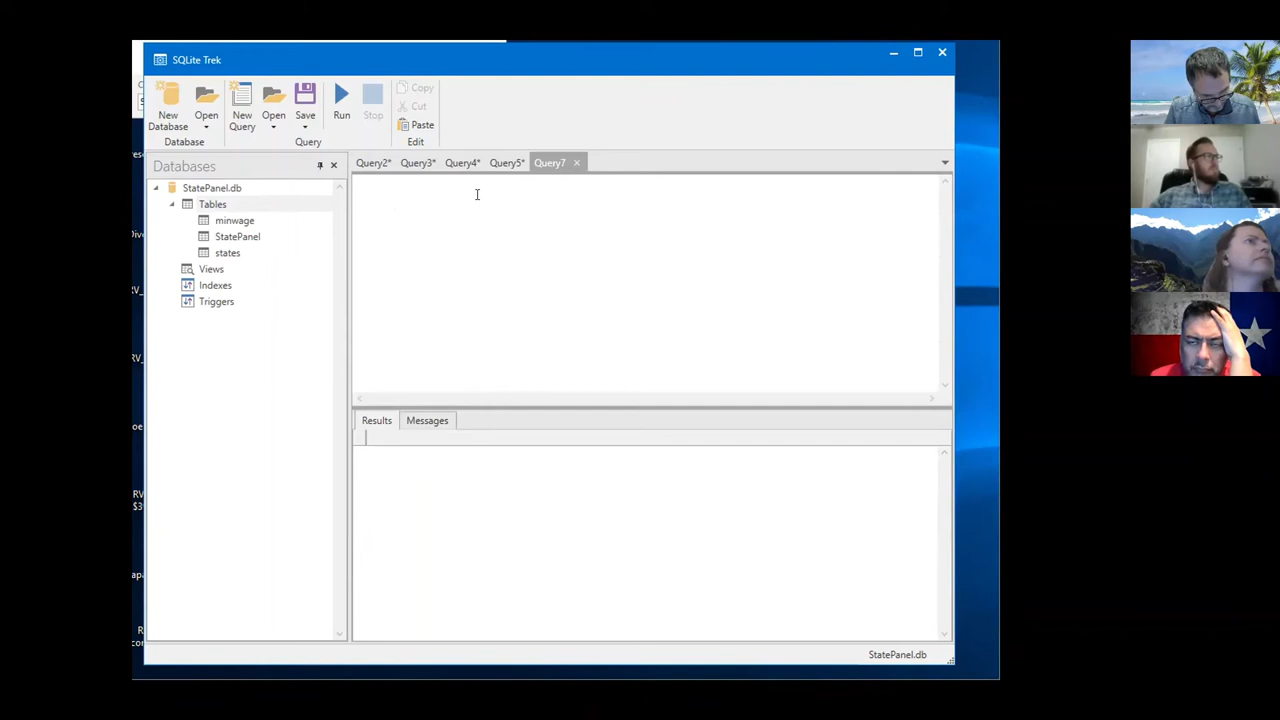 SQLite Trek
New
Database
Open
New
Query
Open
Save
Run
Stop
Copy
Cut
Paste
Database
Query
Edit
Databases
Query2*
Query3*
Query4*
Query5*
Query7
StatePanel.db
Tables
minwage
StatePanel
states
Views
Indexes
Triggers
Results
Messages
StatePanel.db